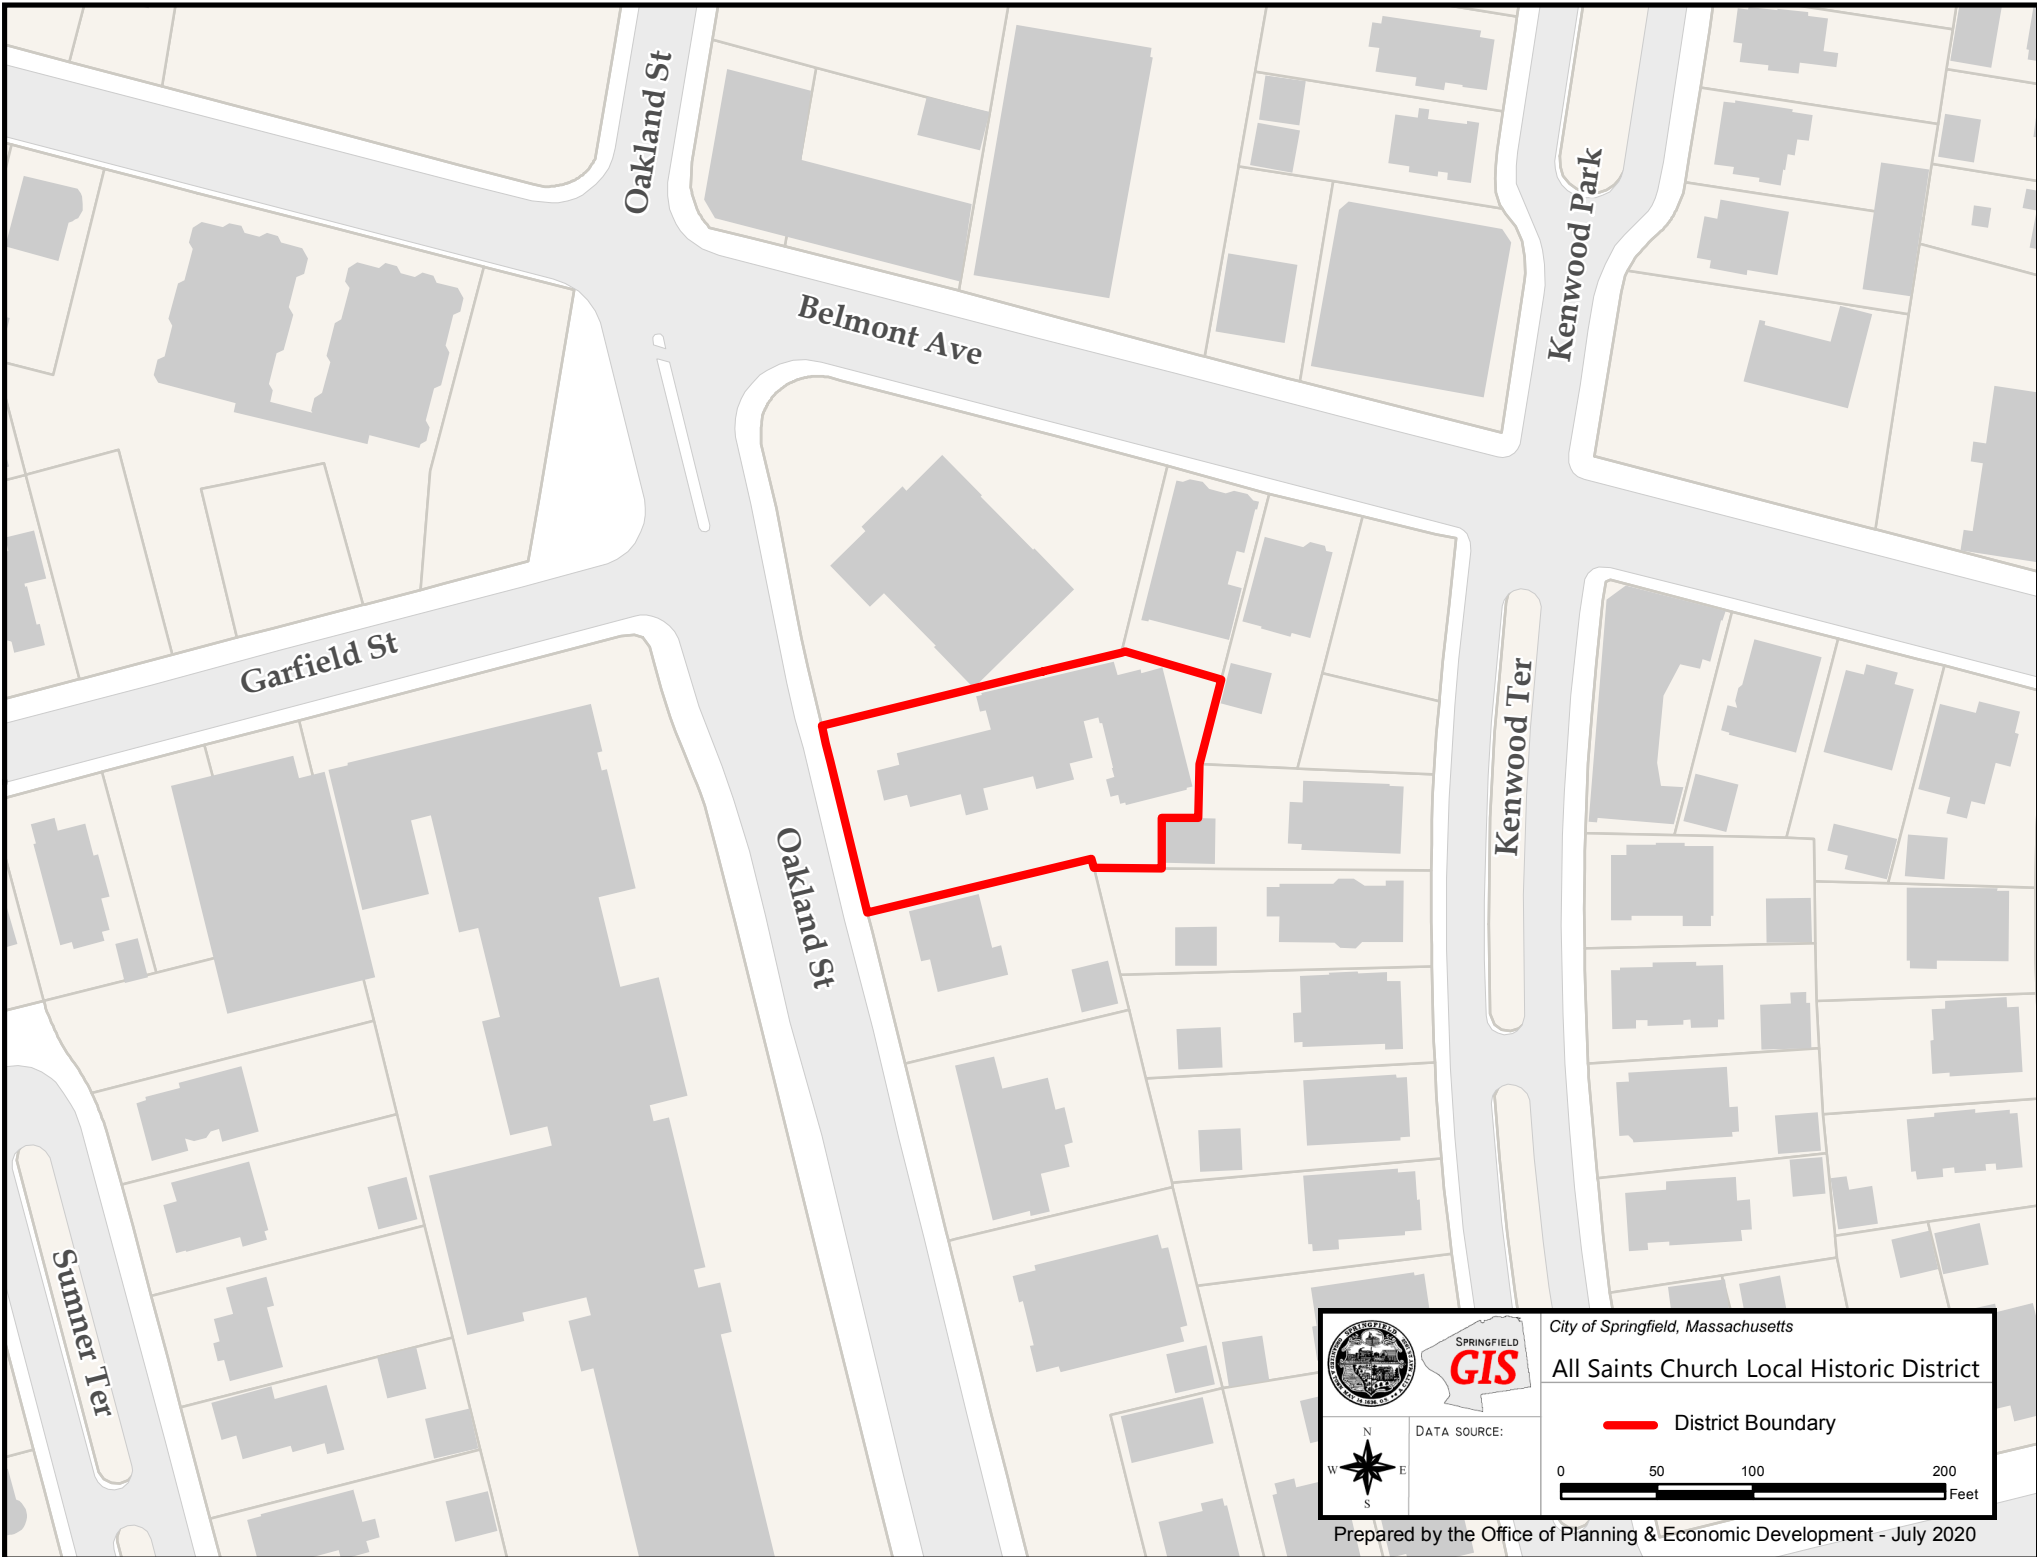 Oakland St
Kenwood Park
Belmont Ave
Garfield St
Kenwood Ter
Oakland St
Sumner Ter
SPRINGFIELD
SPRINGFIELD
GIS
City of Springfield, Massachusetts
All Saints Church Local Historic District
District Boundary
N
W E
S
DATA SOURCE:
0 50 100 200
Feet
Prepared by the Office of Planning & Economic Development - July 2020